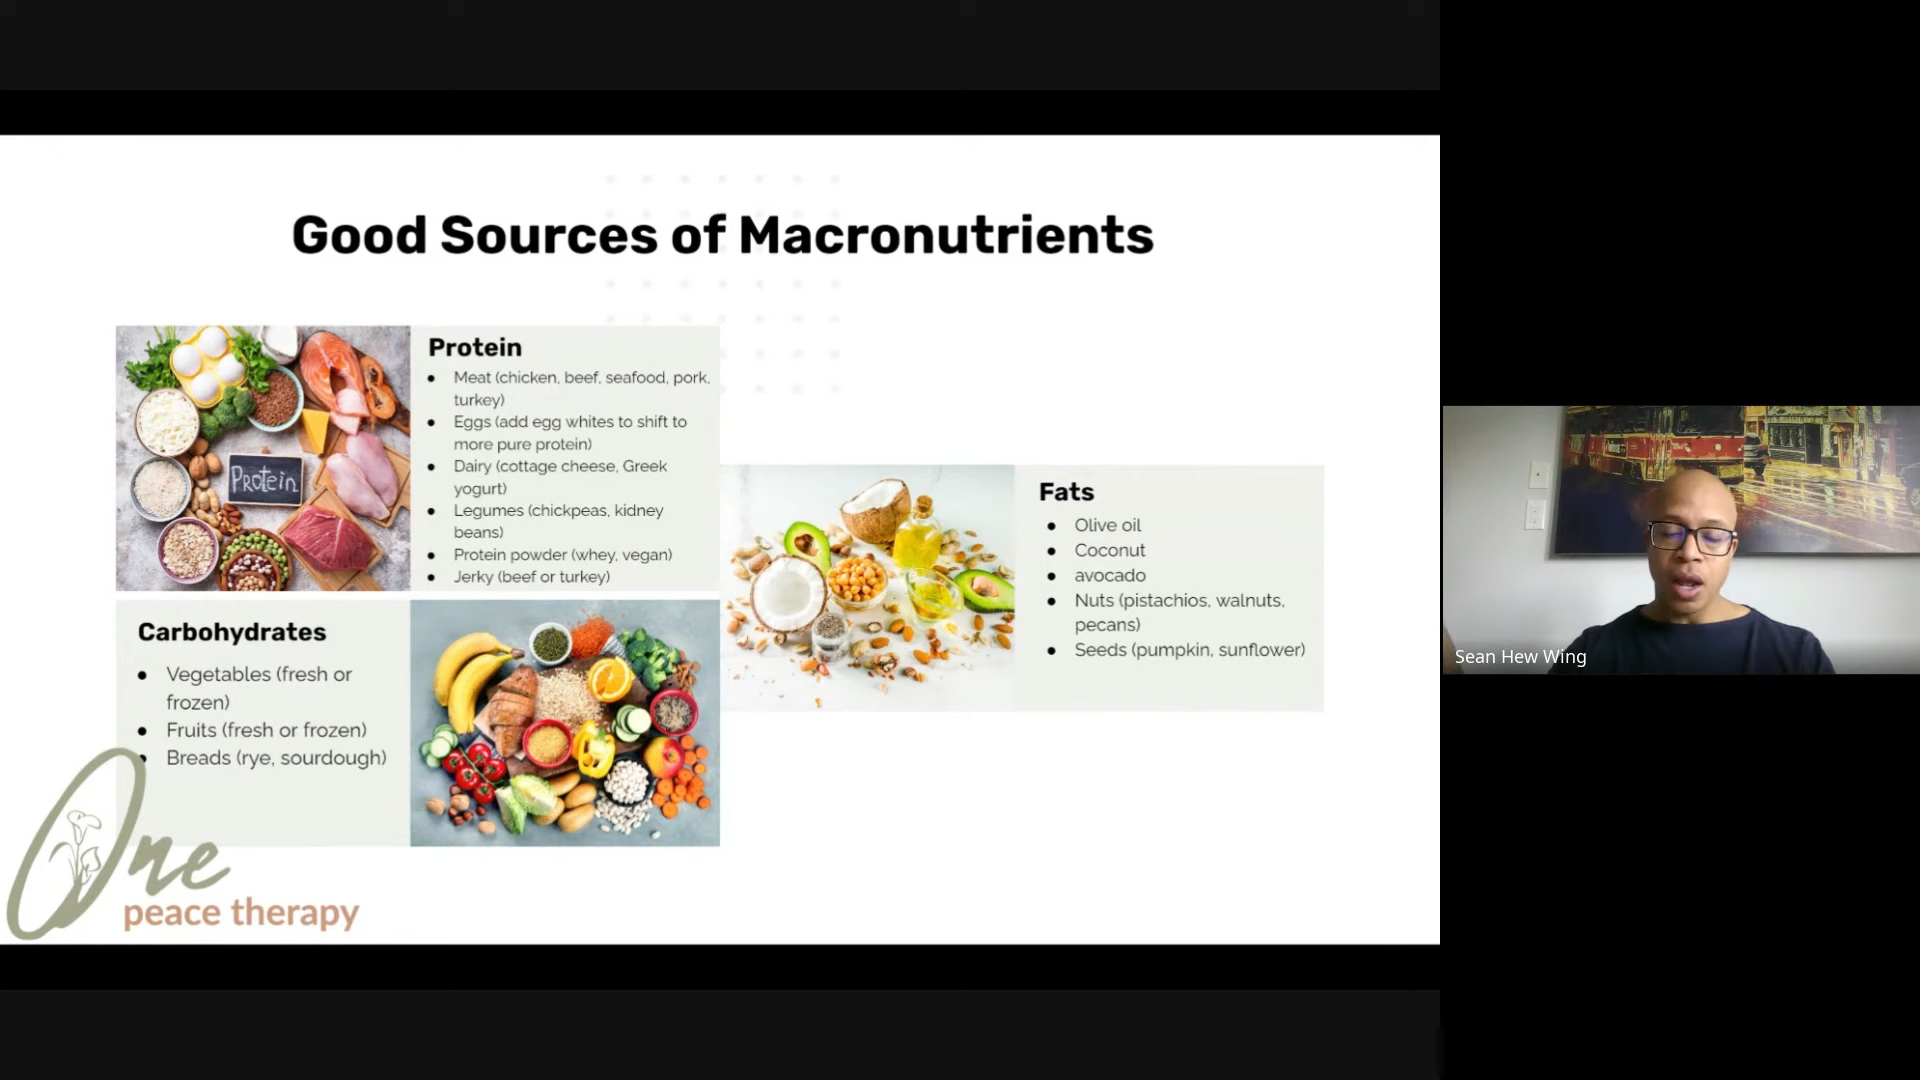 Good Sources of Macronutrients
Protein
● Meat (chicken, beef, seafood, pork,
turkey)
● Eggs (add egg whites to shift to
more pure protein)
● Dairy (cottage cheese, Greek
yogurt)
● Legumes (chickpeas, kidney
beans)
● Protein powder (whey, vegan)
● Jerky (beef or turkey)
Protein
Carbohydrates
● Vegetables (fresh or
frozen)
● Fruits (fresh or frozen)
● Breads (rye, sourdough)
Fats
● Olive oil
● Coconut
● avocado
● Nuts (pistachios, walnuts,
pecans)
● Seeds (pumpkin, sunflower)
One
peace therapy
Sean Hew Wing